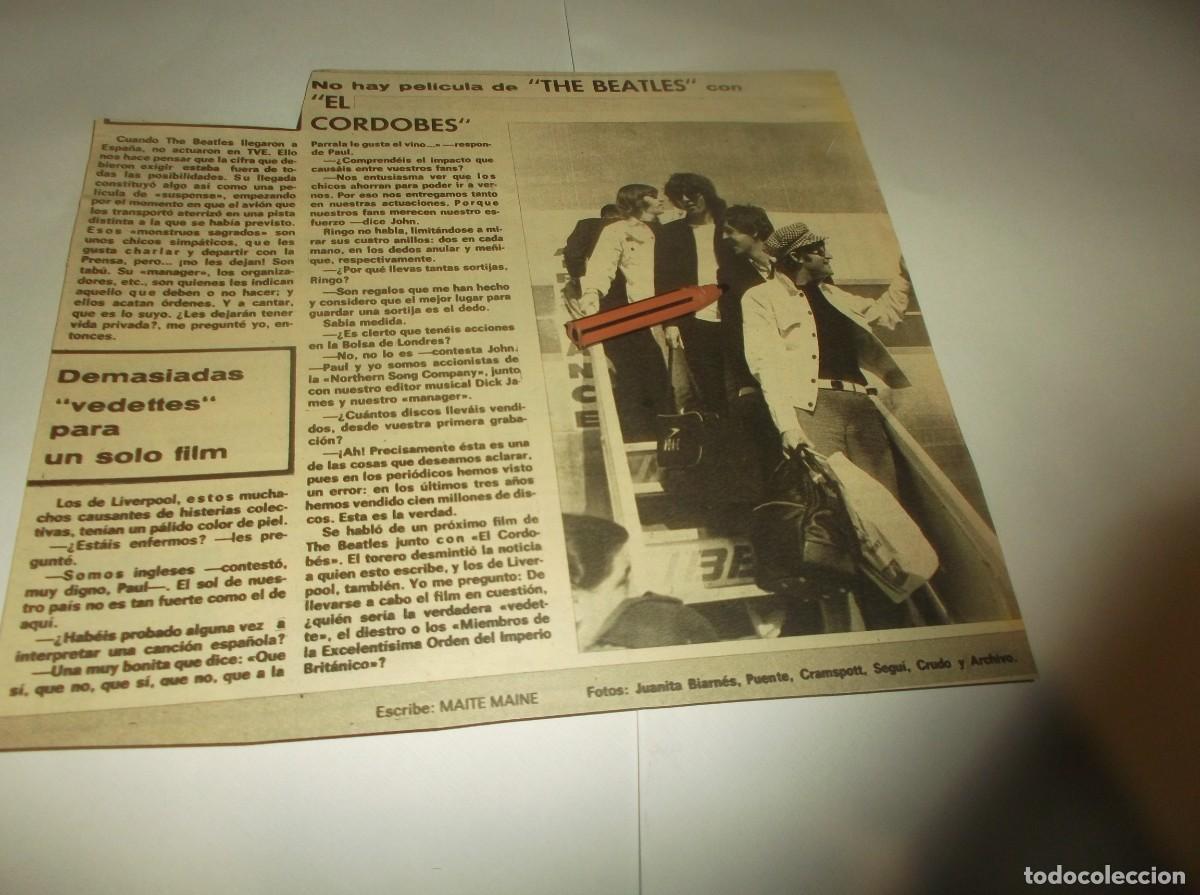 No hay película de "THE BEATLES" con
"EL
CORDOBES"
Cuando The Beatles llegaron a
España, no actuaron en TVE. Ello
nos hace pensar que la cifra que de-
bieron exigir estaba fuera de to-
das las posibilidades. Su llegada
constituyó algo así como una pe-
lícula de «suspense», empezando
por el momento en que el avión que
los transportó aterrizó en una pista
distinta a la que se había previsto.
Esos «monstruos sagrados» son
unos chicos simpáticos, que les
gusta charlar y departir con la
Prensa, pero... ¡no les dejan! Son
tabú. Su «manager», los organiza-
dores, etc., son quienes les indican
aquello que deben o no hacer; y
ellos acatan órdenes. Y a cantar,
que es lo suyo. ¿Les dejarán tener
vida privada?, me pregunté yo, en-
tonces.
Demasiadas
"vedettes"
para
un solo film
Los de Liverpool, estos mucha-
chos causantes de histerias colec-
tivas, tenían un pálido color de piel.
—¿Estáis enfermos? —les pre-
gunté.
—Somos ingleses —contestó,
muy digno, Paul—. El sol de nues-
tro país no es tan fuerte como el de
aquí.
—¿Habéis probado alguna vez a
interpretar una canción española?
—Una muy bonita que dice: «Que
sí, que no, que sí, que no, que a la
Parrala le gusta el vino...» —respon-
de Paul.
—¿Comprendéis el impacto que
causáis entre vuestros fans?
—Nos entusiasma ver que los
chicos ahorran para poder ir a ver-
nos. Por eso nos entregamos tanto
en nuestras actuaciones. Porque
nuestros fans merecen nuestro es-
fuerzo —dice John.
Ringo no habla, limitándose a mi-
rar sus cuatro anillos: dos en cada
mano, en los dedos anular y meñi-
que, respectivamente.
—¿Por qué llevas tantas sortijas,
Ringo?
—Son regalos que me han hecho
y considero que el mejor lugar para
guardar una sortija es el dedo.
Sabia medida.
—¿Es cierto que tenéis acciones
en la Bolsa de Londres?
—No, no lo es —contesta John.
—Paul y yo somos accionistas de
la «Northern Song Company», junto
con nuestro editor musical Dick Ja-
mes y nuestro «manager».
—¿Cuántos discos lleváis vendi-
dos, desde vuestra primera graba-
ción?
—¡Ah! Precisamente ésta es una
de las cosas que deseamos aclarar,
pues en los periódicos hemos visto
un error: en los últimos tres años
hemos vendido cien millones de dis-
cos. Esta es la verdad.
Se habló de un próximo film de
The Beatles junto con «El Cordo-
bés». El torero desmintió la noticia
a quien esto escribe, y los de Liver-
pool, también. Yo me pregunto: De
llevarse a cabo el film en cuestión,
¿quién sería la verdadera «vedet-
te», el diestro o los «Miembros de
la Excelentísima Orden del Imperio
Británico»?
Escribe: MAITE MAINE
Fotos: Juanita Biarnés, Puente, Cramspott, Seguí, Crudo y Archivo.
todocoleccion